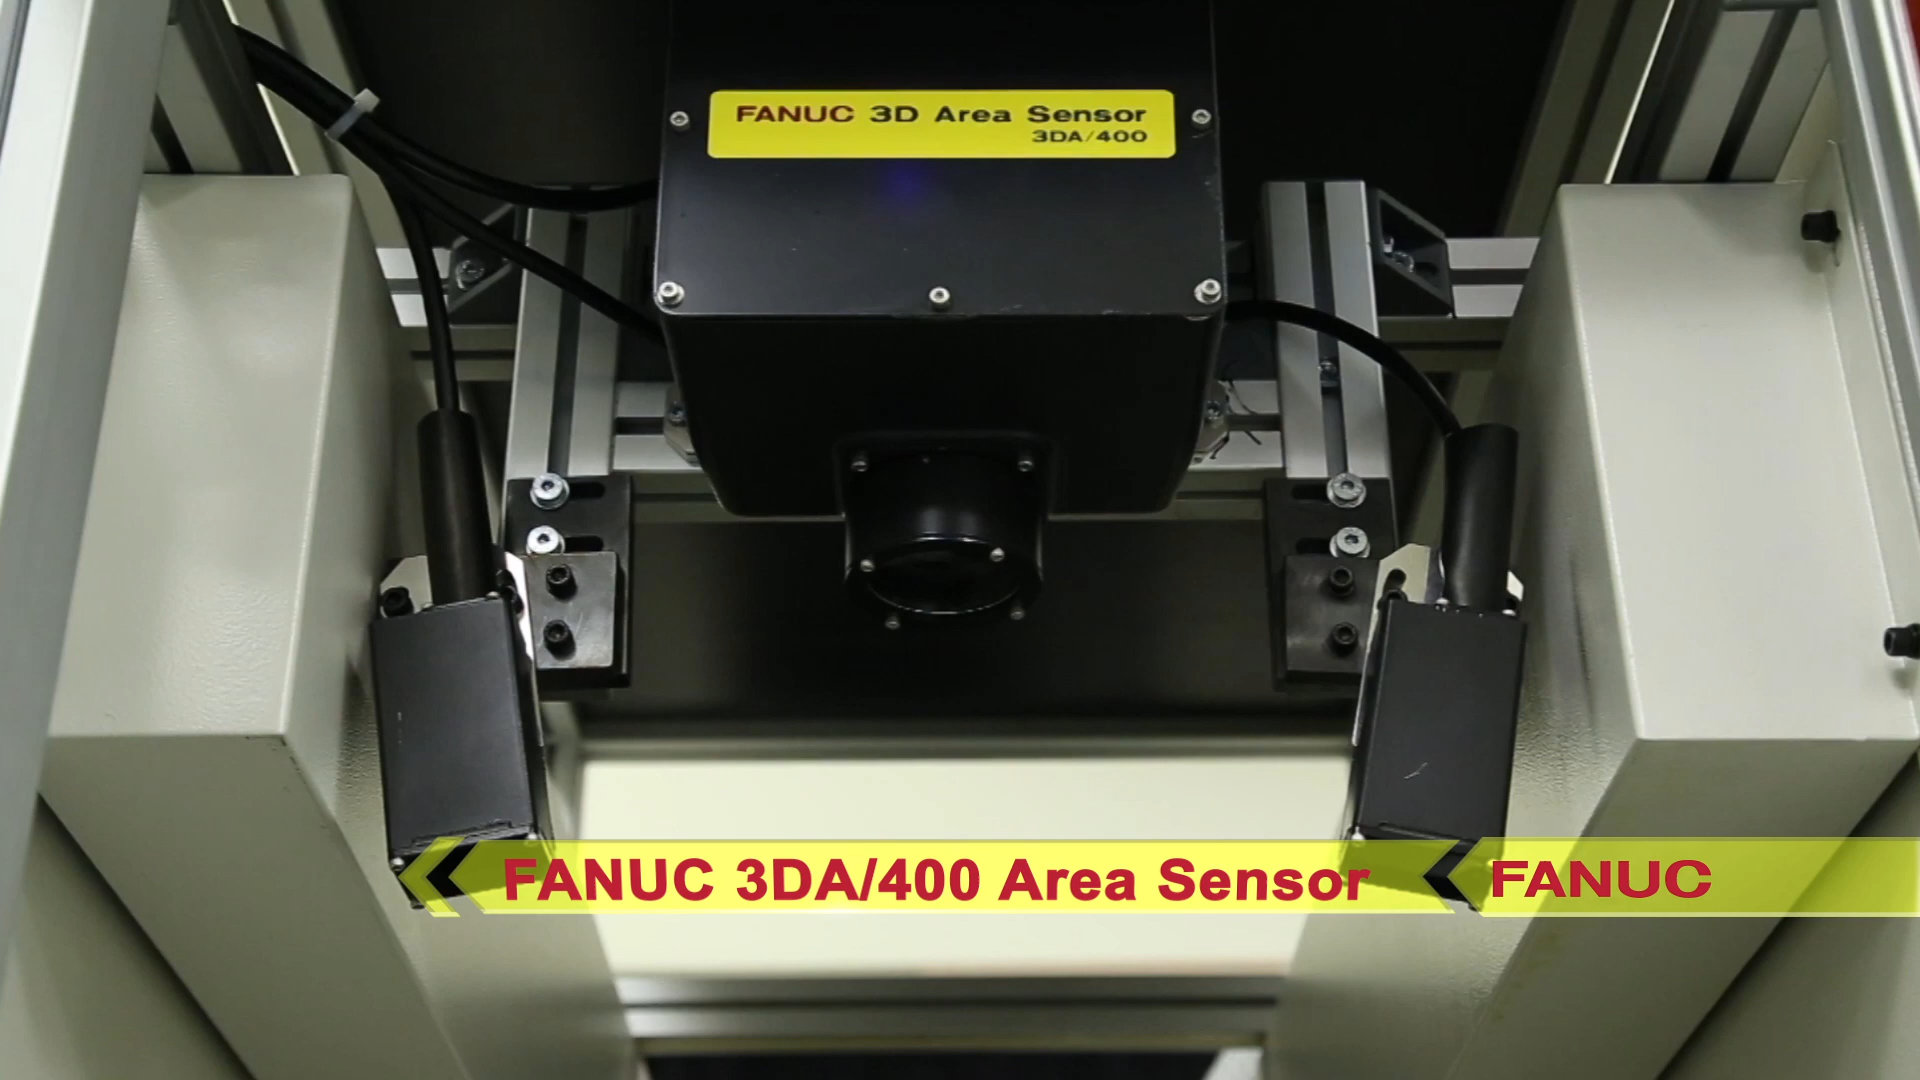 FANUC 3D Area Sensor
3DA/400
FANUC 3DA/400 Area Sensor
FANUC